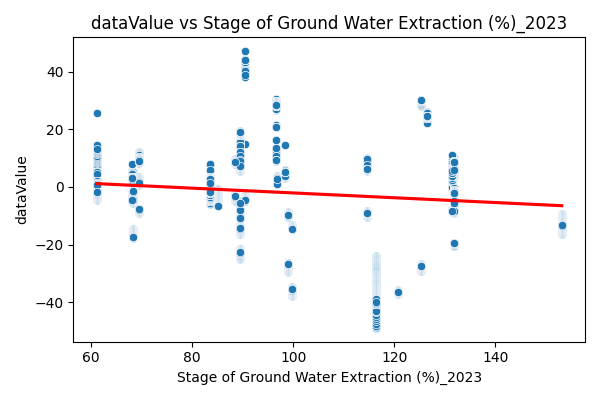 dataValue vs Stage of Ground Water Extraction (%)_2023
dataValue
40
20
0
−20
−40
60 80 100 120 140
Stage of Ground Water Extraction (%)_2023